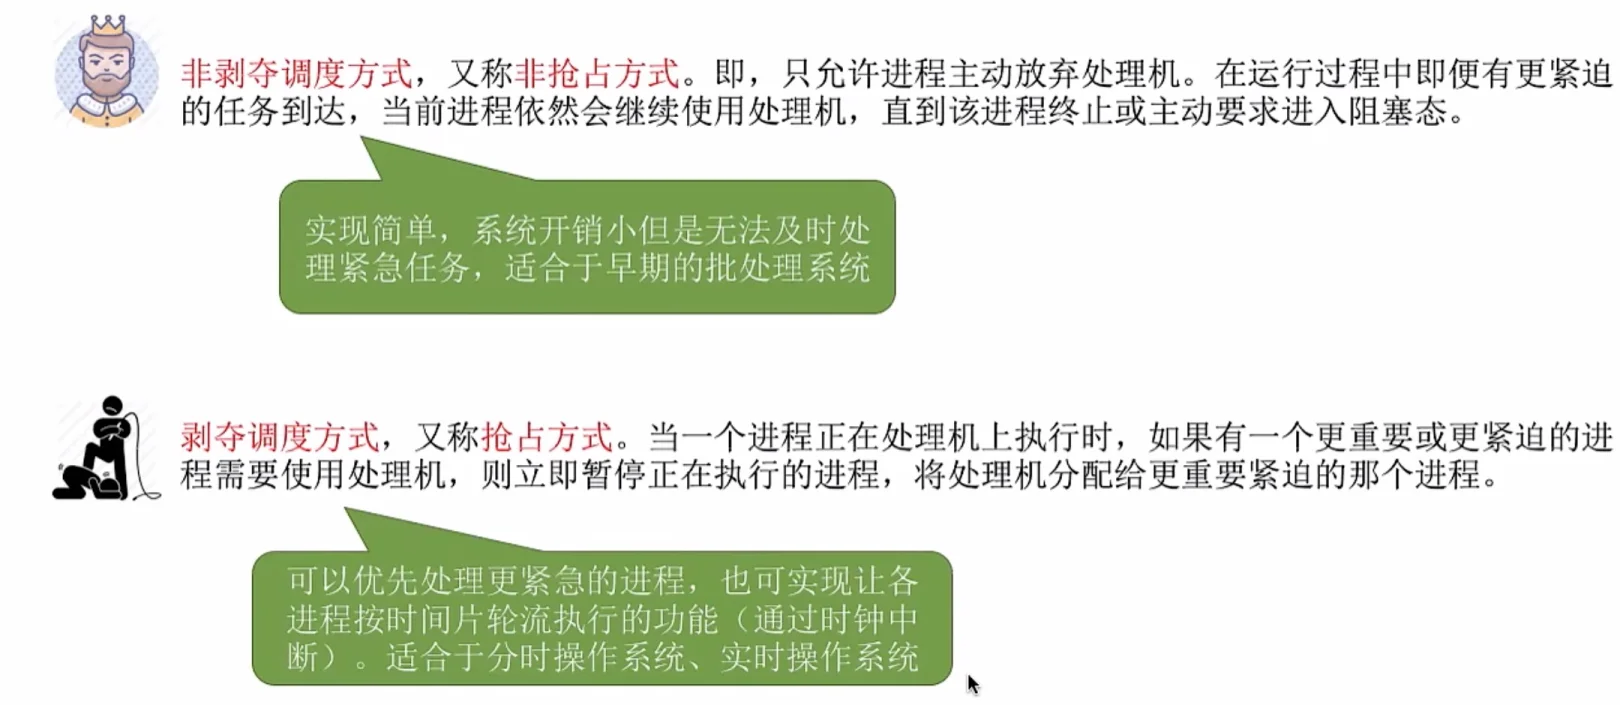 非剥夺调度方式，又称非抢占方式。即，只允许进程主动放弃处理机。在运行过程中即便有更紧迫
的任务到达，当前进程依然会继续使用处理机，直到该进程终止或主动要求进入阻塞态。
实现简单，系统开销小但是无法及时处
理紧急任务，适合于早期的批处理系统
剥夺调度方式，又称抢占方式。当一个进程正在处理机上执行时，如果有一个更重要或更紧迫的进
程需要使用处理机，则立即暂停正在执行的进程，将处理机分配给更重要紧迫的那个进程。
可以优先处理更紧急的进程，也可实现让各
进程按时间片轮流执行的功能（通过时钟中
断）。适合于分时操作系统、实时操作系统